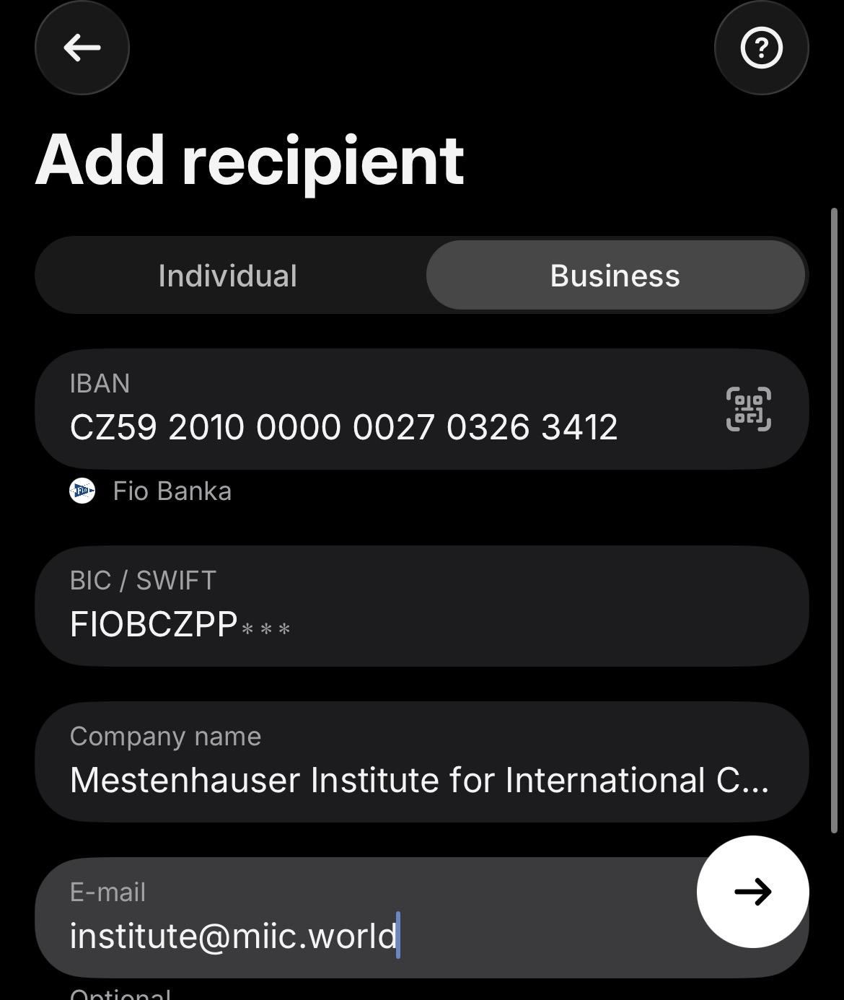 Add recipient
Individual
Business
IBAN
CZ59 2010 0000 0027 0326 3412
Fio Banka
BIC / SWIFT
FIOBCZPP***
Company name
Mestenhauser Institute for International C...
E-mail
institute@miic.world
Optional